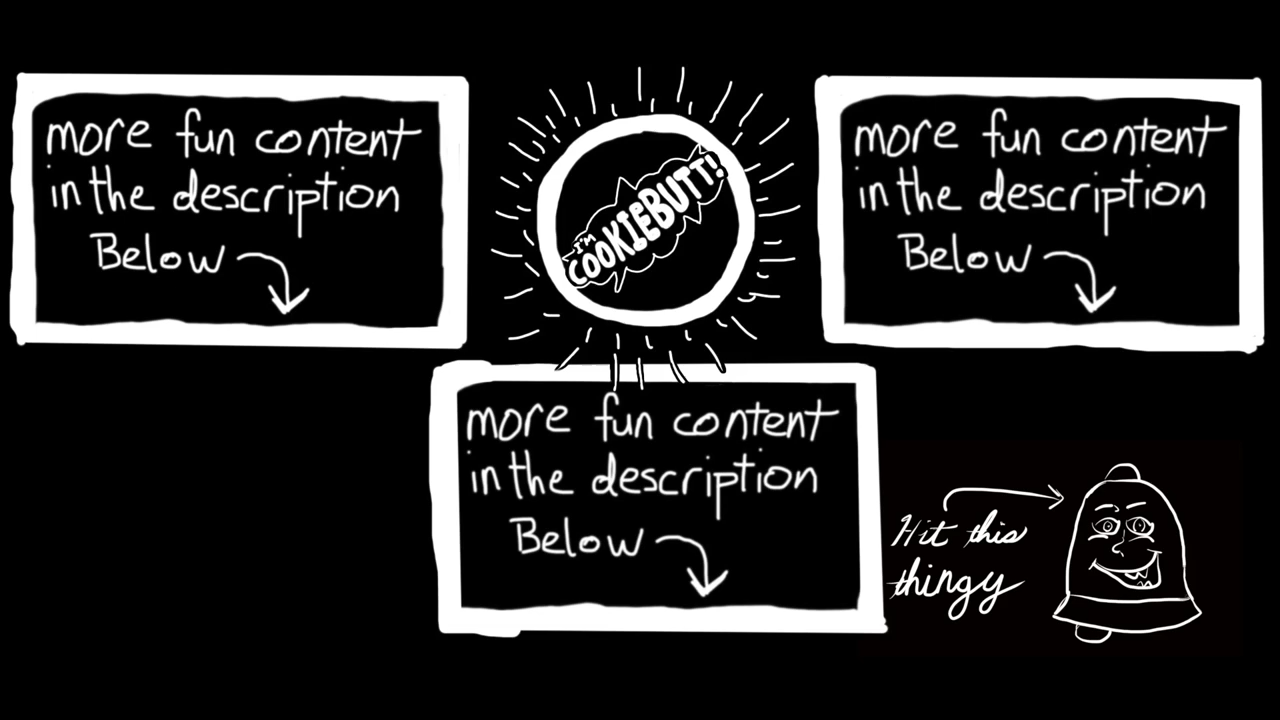 more fun content
in the description
Below
I'M
COOKIEBUTT!
more fun content
in the description
Below
more fun content
in the description
Below
Hit this
thingy